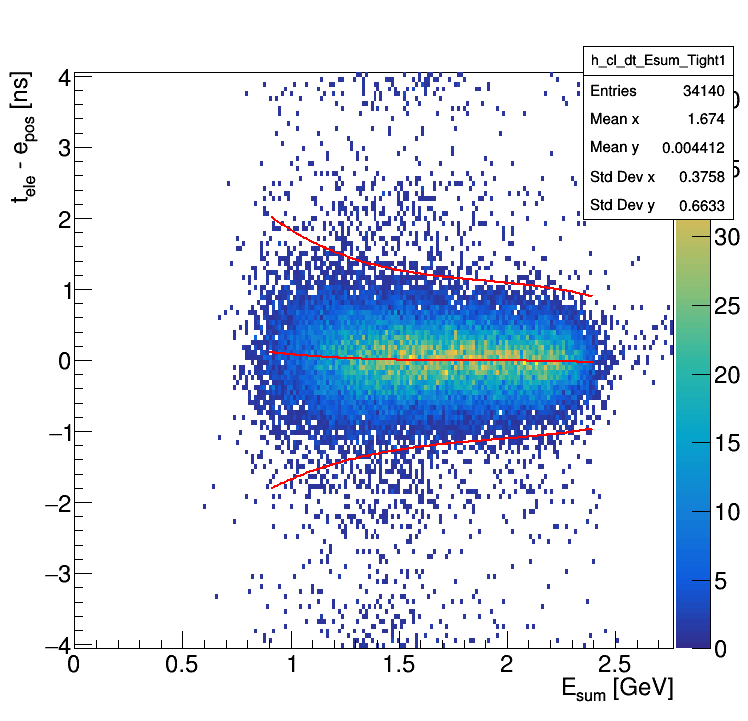 h_cl_dt_Esum_Tight1
Entries 34140
Mean x 1.674
Mean y 0.004412
Std Dev x 0.3758
Std Dev y 0.6633
t_ele - e_pos [ns]
4
3
2
1
0
−1
−2
−3
−4
0 0.5 1 1.5 2 2.5
E_sum [GeV]
30
25
20
15
10
5
0